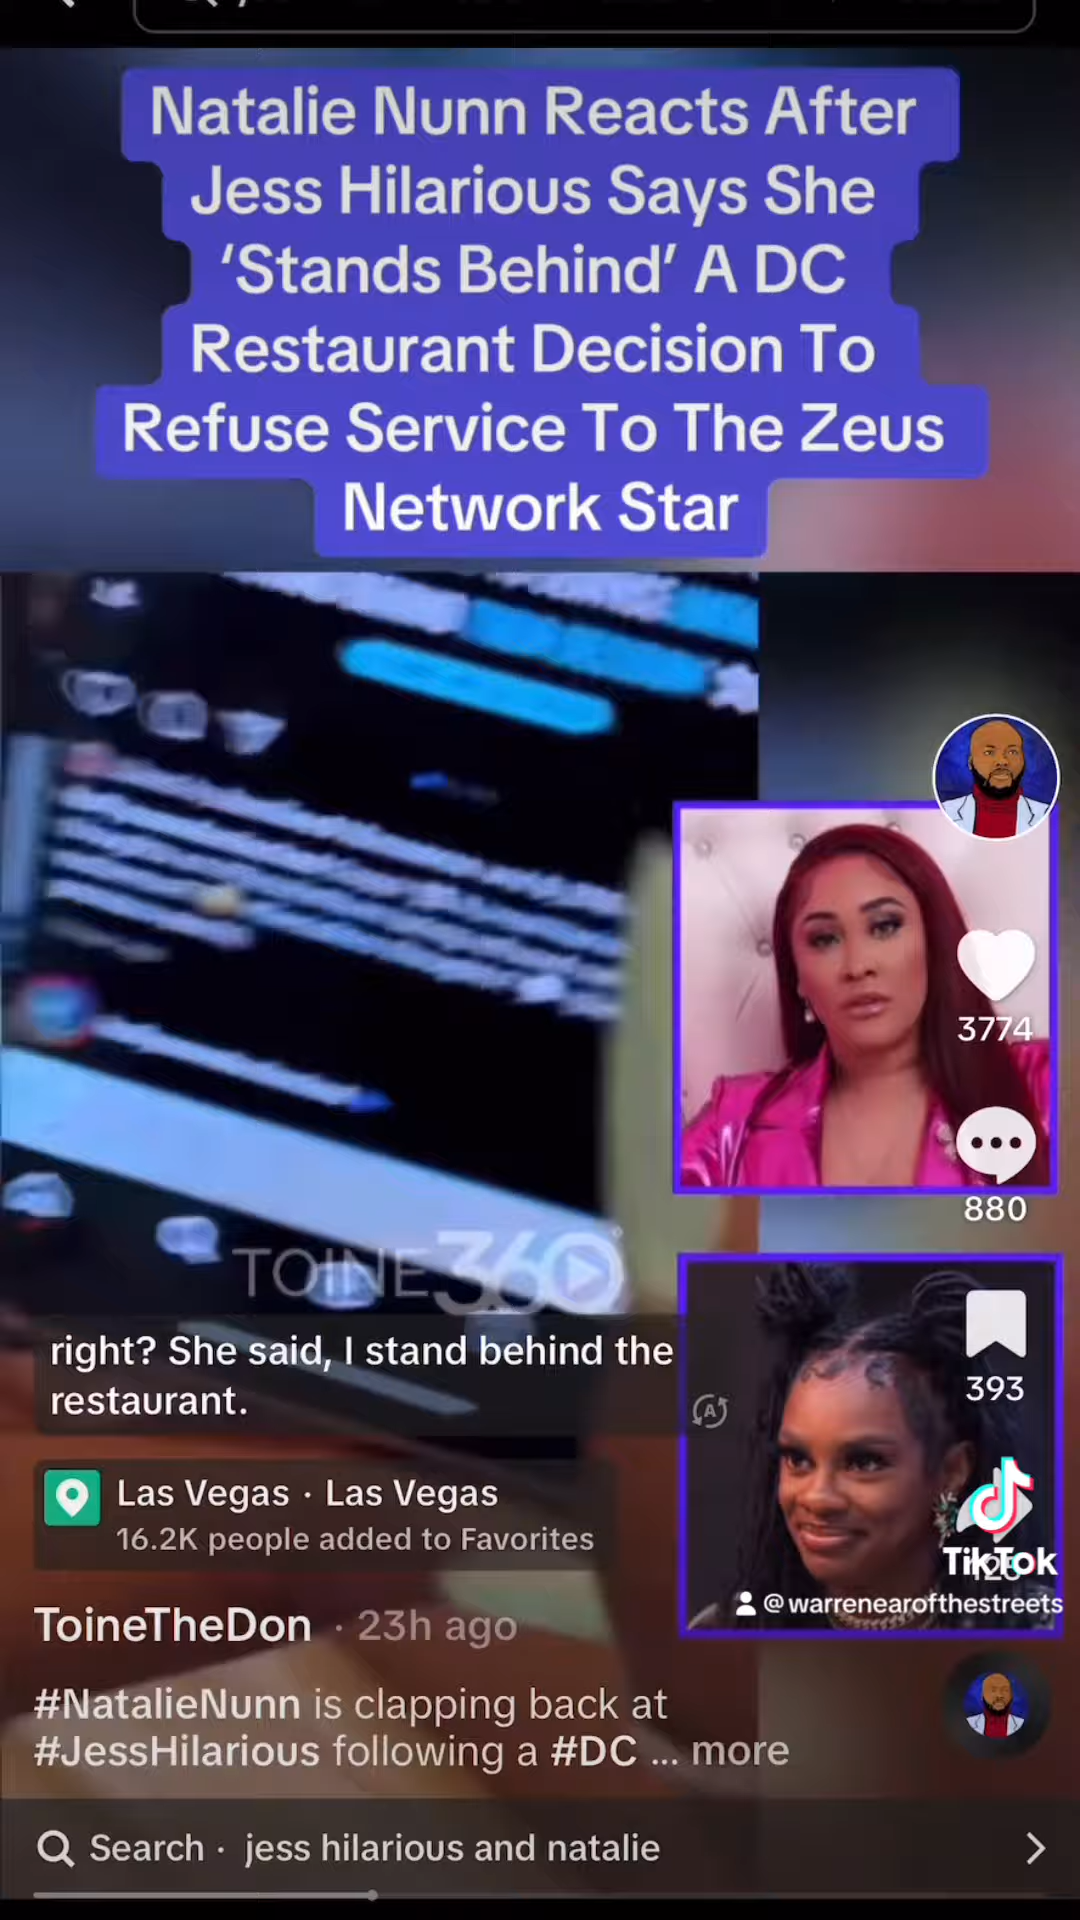 Natalie Nunn Reacts After
Jess Hilarious Says She
‘Stands Behind’ A DC
Restaurant Decision To
Refuse Service To The Zeus
Network Star
3774
880
TOINE 360
right? She said, I stand behind the
restaurant.
393
Las Vegas · Las Vegas
16.2K people added to Favorites
TikTok
@warrenearofthestreets
ToineTheDon · 23h ago
#NatalieNunn is clapping back at
#JessHilarious following a #DC ... more
Search · jess hilarious and natalie